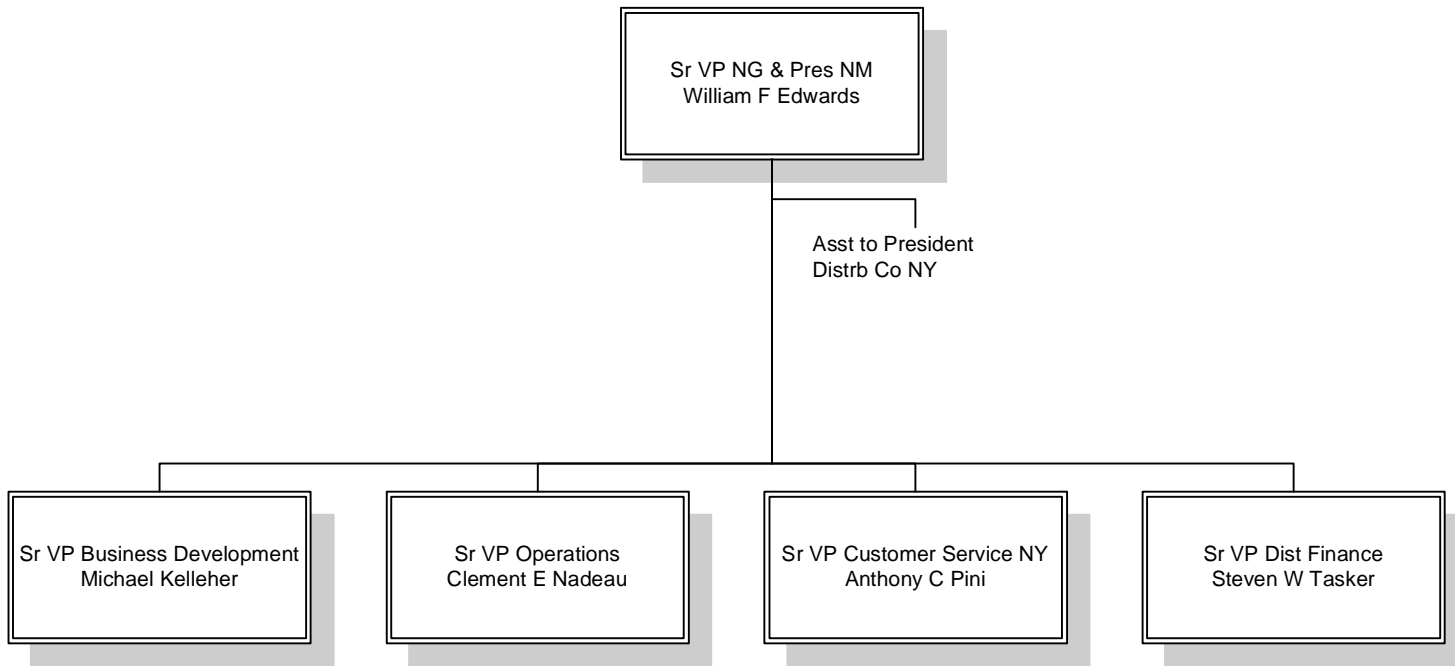 Sr VP NG & Pres NM
William F Edwards
Asst to President
Distrb Co NY
Sr VP Business Development
Michael Kelleher
Sr VP Operations
Clement E Nadeau
Sr VP Customer Service NY
Anthony C Pini
Sr VP Dist Finance
Steven W Tasker